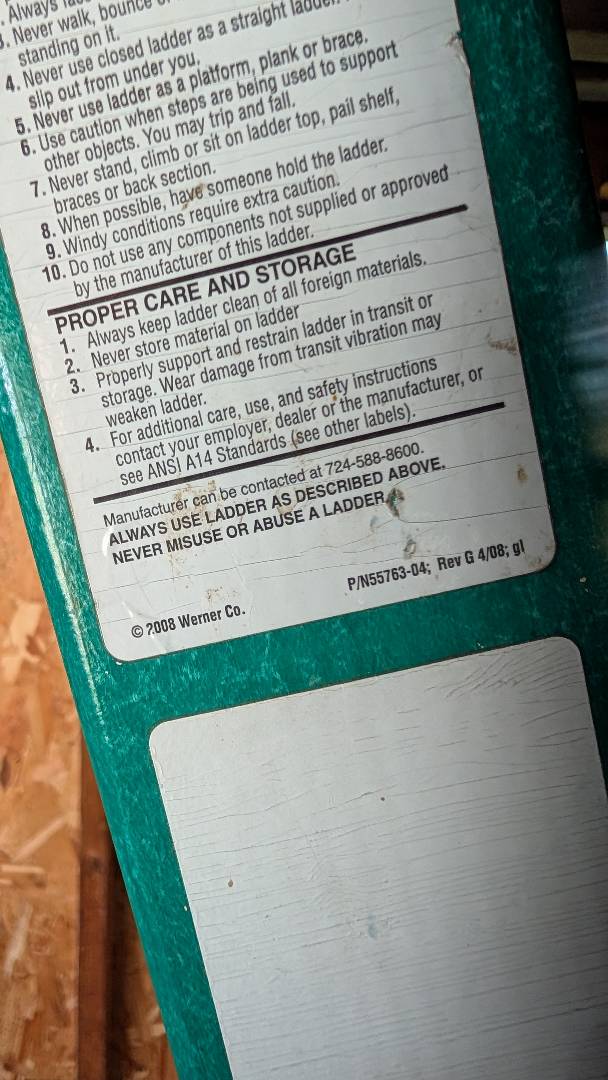 Always
3. Never walk, bounce
standing on it.
4. Never use closed ladder as a straight ladder.
slip out from under you.
5. Never use ladder as a platform, plank or brace.
6. Use caution when steps are being used to support
other objects. You may trip and fall.
7. Never stand, climb or sit on ladder top, pail shelf,
braces or back section.
8. When possible, have someone hold the ladder.
9. Windy conditions require extra caution.
10. Do not use any components not supplied or approved
by the manufacturer of this ladder.
PROPER CARE AND STORAGE
1. Always keep ladder clean of all foreign materials.
2. Never store material on ladder
3. Properly support and restrain ladder in transit or
storage. Wear damage from transit vibration may
weaken ladder.
4. For additional care, use, and safety instructions
contact your employer, dealer or the manufacturer, or
see ANSI A14 Standards (see other labels).
Manufacturer can be contacted at 724-588-8600.
ALWAYS USE LADDER AS DESCRIBED ABOVE.
NEVER MISUSE OR ABUSE A LADDER.
P/N55763-04; Rev G 4/08; gl
© 2008 Werner Co.